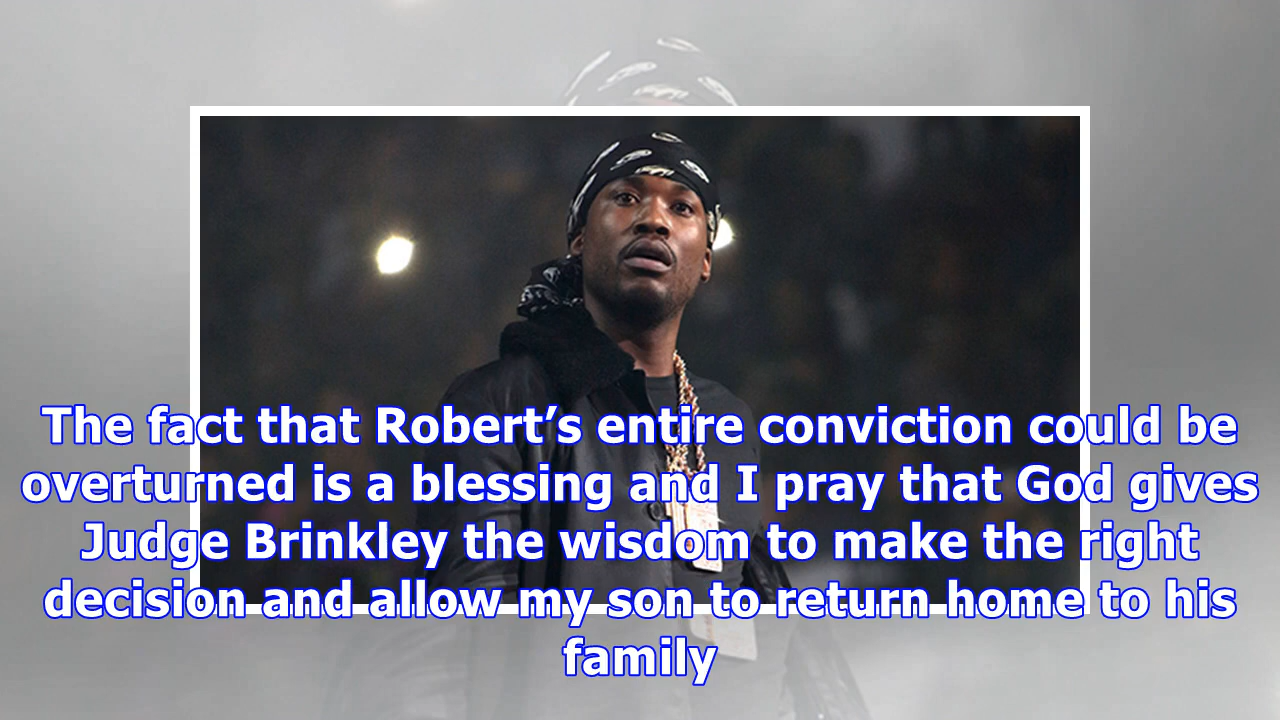 The fact that Robert’s entire conviction could be
overturned is a blessing and I pray that God gives
Judge Brinkley the wisdom to make the right
decision and allow my son to return home to his
family